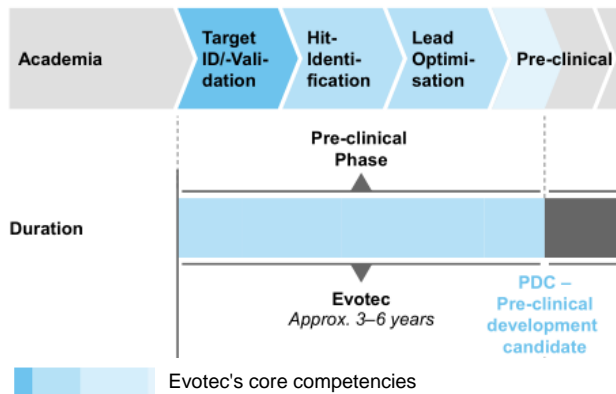 Academia
Target
ID/-Vali-
dation
Hit-
Identi-
fication
Lead
Optimi-
sation
Pre-clinical
Pre-clinical
Phase
Duration
Evotec
Approx. 3–6 years
PDC –
Pre-clinical
development
candidate
Evotec's core competencies